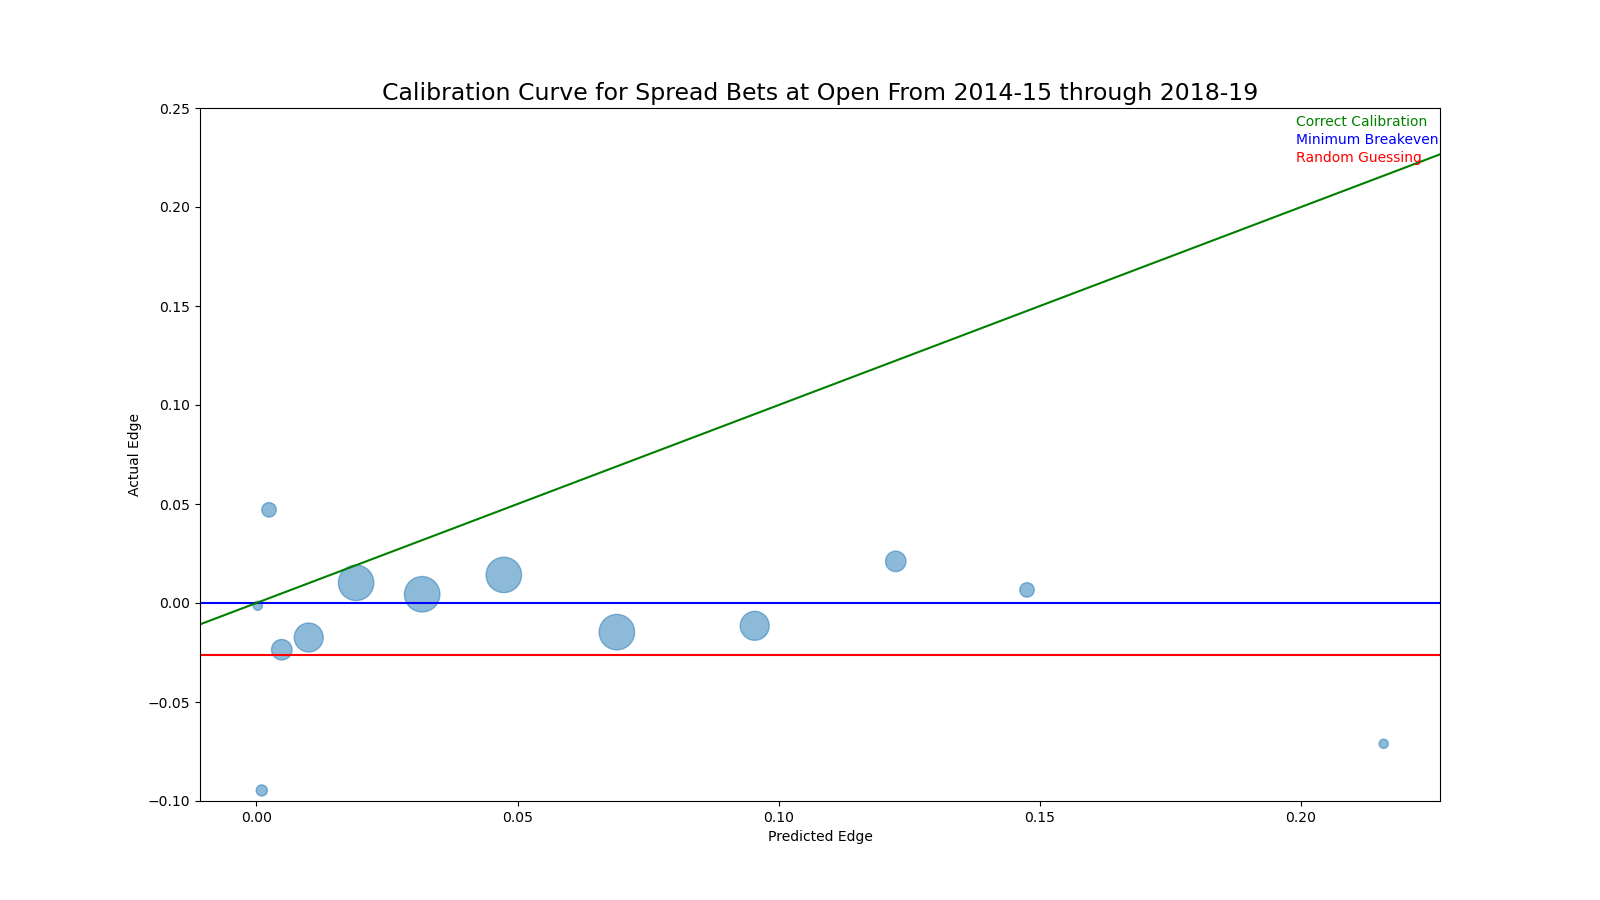 Calibration Curve for Spread Bets at Open From 2014-15 through 2018-19
Correct Calibration
Minimum Breakeven
Random Guessing
0.25
0.20
0.15
0.10
0.05
0.00
−0.05
−0.10
Actual Edge
0.00 0.05 0.10 0.15 0.20
Predicted Edge